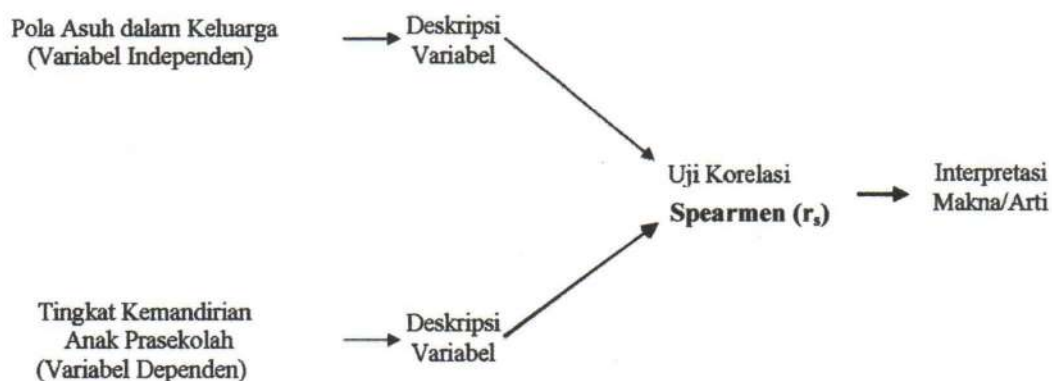 Pola Asuh dalam Keluarga
(Variabel Independen)
Deskripsi
Variabel
Uji Korelasi
Spearmen (rₛ)
Interpretasi
Makna/Arti
Tingkat Kemandirian
Anak Prasekolah
(Variabel Dependen)
Deskripsi
Variabel